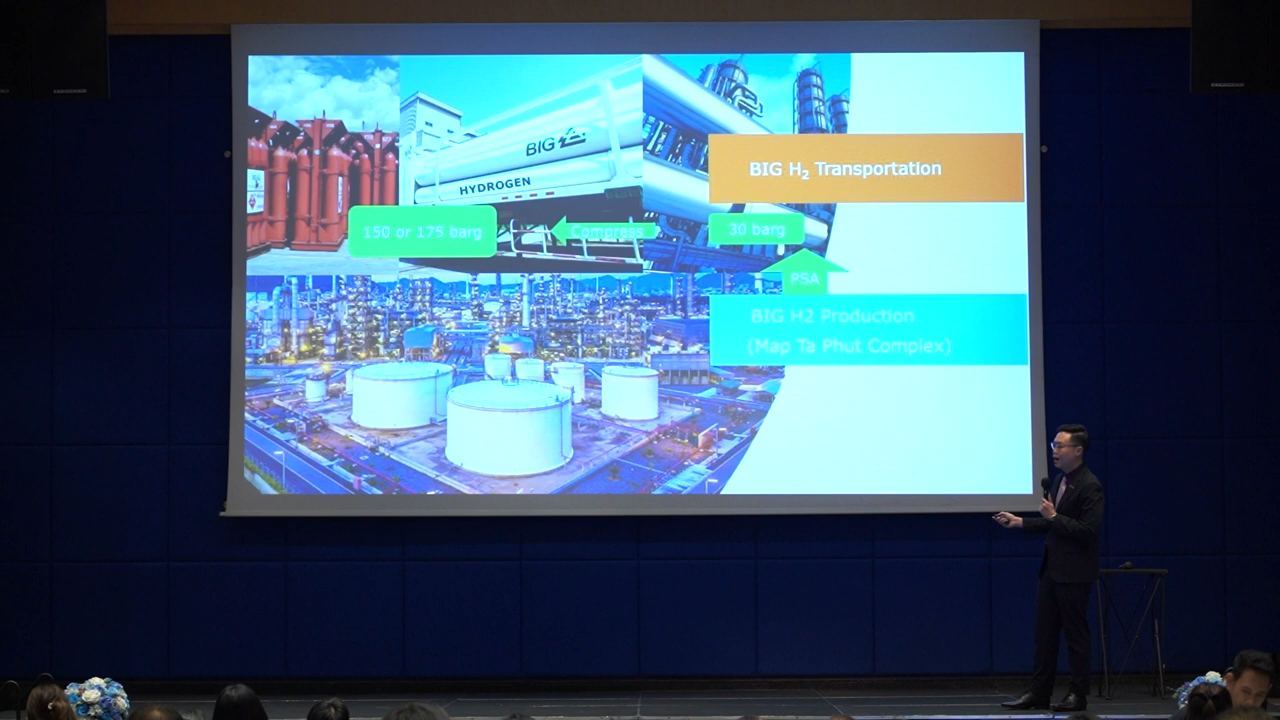 BIG
HYDROGEN
BIG H₂ Transportation
150 or 175 barg
Compress
30 barg
PSA
BIG H2 Production
(Map Ta Phut Complex)